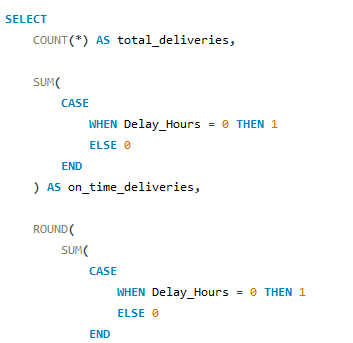 SELECT
    COUNT(*) AS total_deliveries,

    SUM(
        CASE
            WHEN Delay_Hours = 0 THEN 1
            ELSE 0
        END
    ) AS on_time_deliveries,

    ROUND(
        SUM(
            CASE
                WHEN Delay_Hours = 0 THEN 1
                ELSE 0
            END